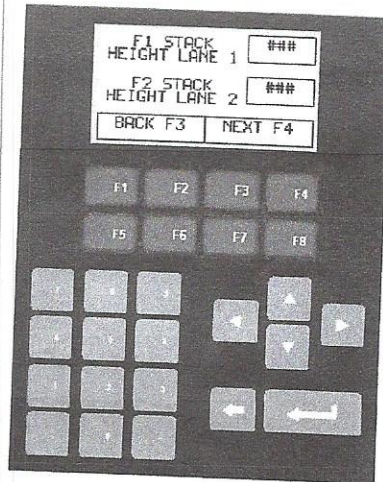 F1 STACK
HEIGHT LANE 1 ###
F2 STACK
HEIGHT LANE 2 ###
BACK F3 NEXT F4
F1 F2 F3 F4
F5 F6 F7 F8